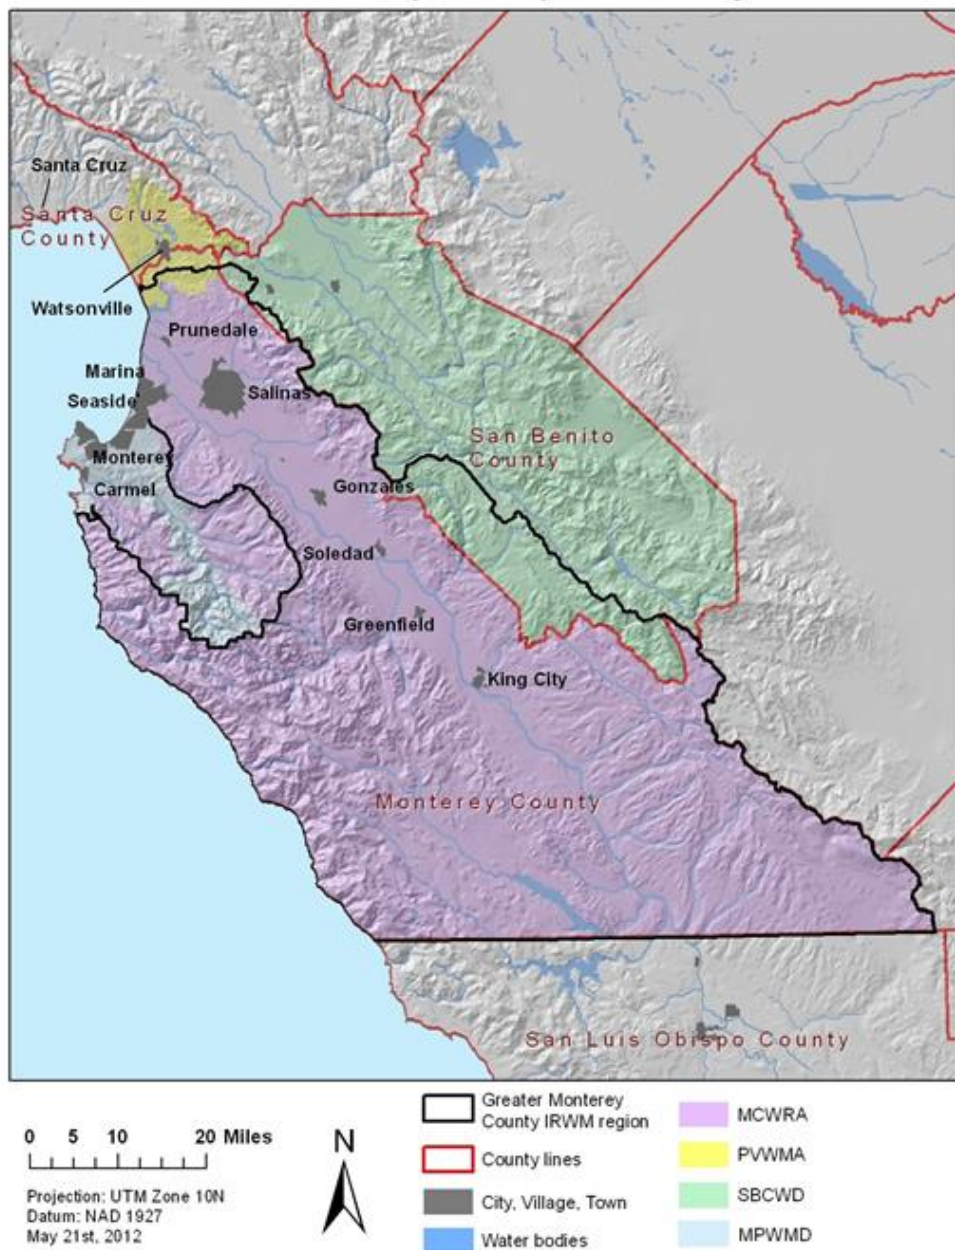 Santa Cruz
Santa Cruz
County
Watsonville
Prunedale
Marina
Salinas
Seaside
San Benito
County
Monterey
Gonzales
Carmel
Soledad
Greenfield
King City
Monterey County
San Luis Obispo County
0 5 10 20 Miles
Projection: UTM Zone 10N
Datum: NAD 1927
May 21st, 2012
N
Greater Monterey
County IRWM region
County lines
City, Village, Town
Water bodies
MCWRA
PVWMA
SBCWD
MPWMD